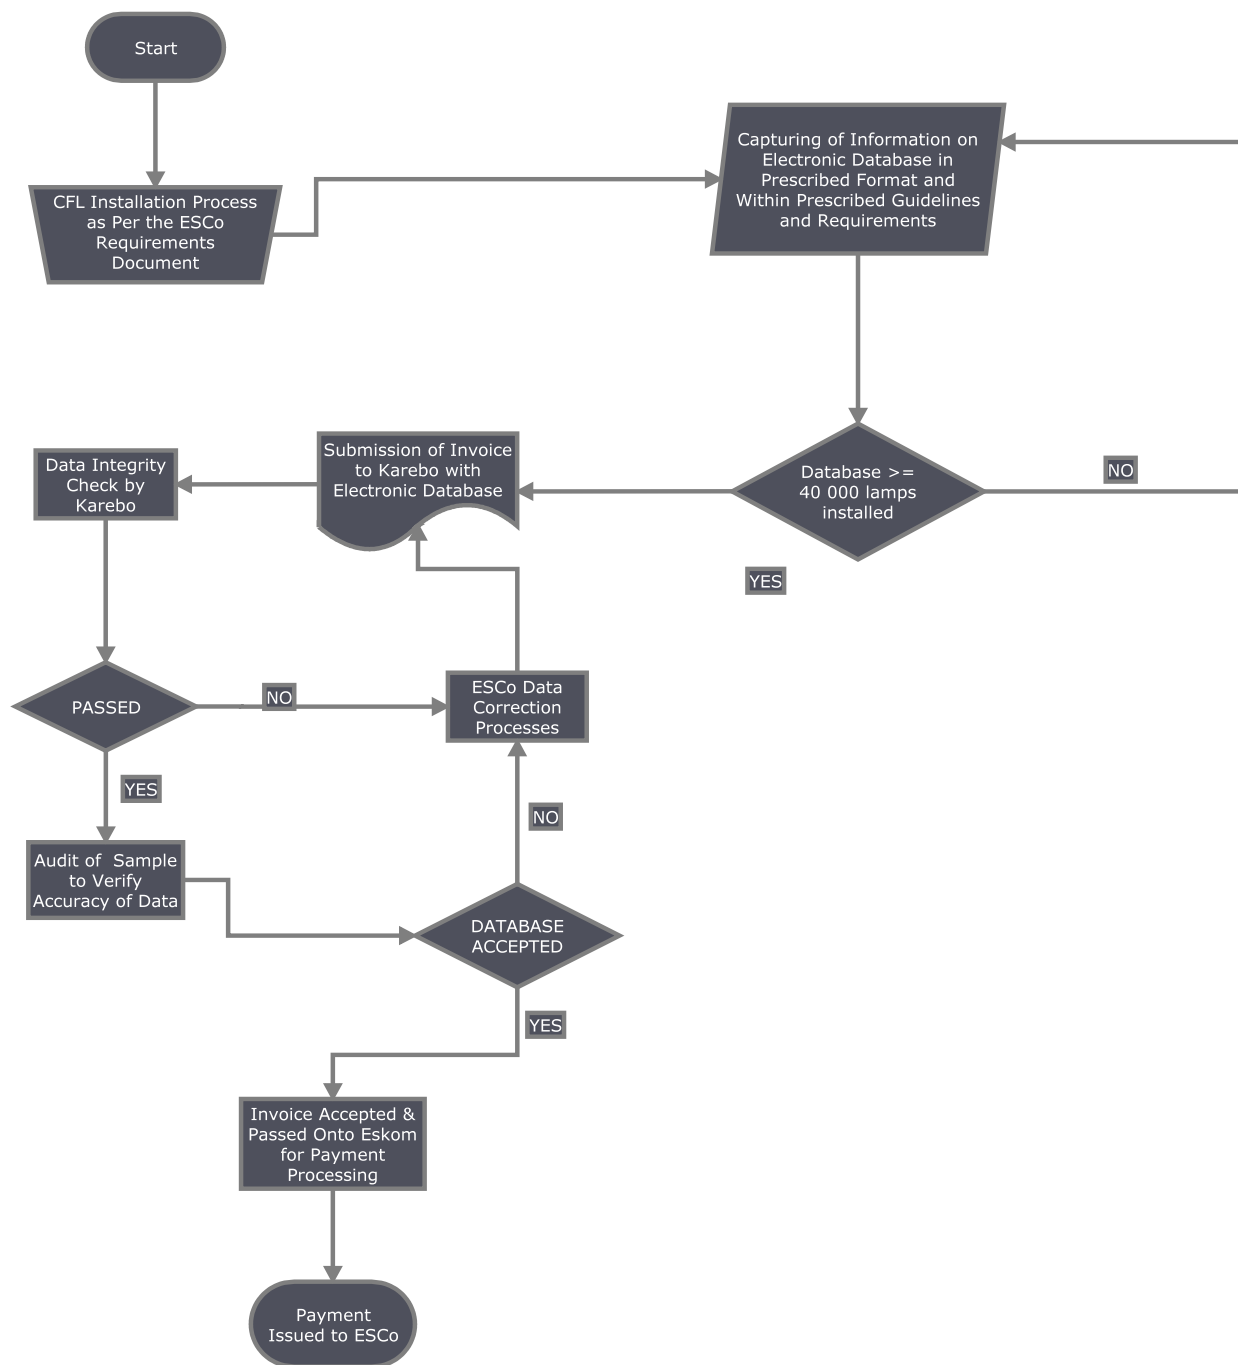 Start
CFL Installation Process
as Per the ESCo
Requirements
Document
Capturing of Information on
Electronic Database in
Prescribed Format and
Within Prescribed Guidelines
and Requirements
Database >=
40 000 lamps
installed
NO
YES
Submission of Invoice
to Karebo with
Electronic Database
Data Integrity
Check by
Karebo
PASSED
NO
ESCo Data
Correction
Processes
YES
Audit of  Sample
to Verify
Accuracy of Data
NO
DATABASE
ACCEPTED
YES
Invoice Accepted &
Passed Onto Eskom
for Payment
Processing
Payment
Issued to ESCo